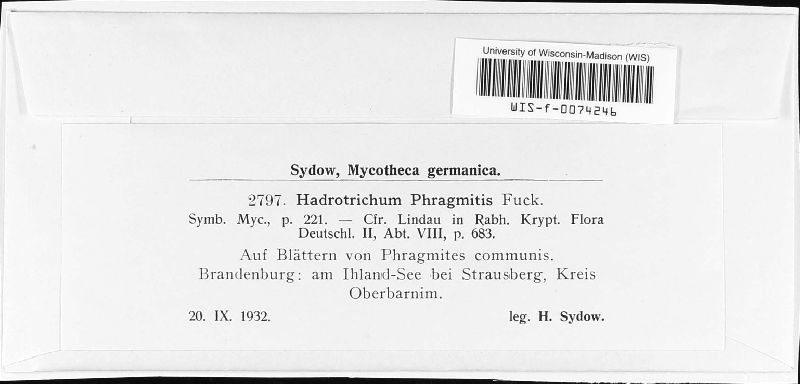 University of Wisconsin-Madison (WIS)
WIS-f-0074246
Sydow, Mycotheca germanica.
2797. Hadrotrichum Phragmitis Fuck.
Symb. Myc., p. 221. — Cfr. Lindau in Rabh. Krypt. Flora
Deutschl. II, Abt. VIII, p. 683.
Auf Blättern von Phragmites communis.
Brandenburg: am Ihland-See bei Strausberg, Kreis
Oberbarnim.
20. IX. 1932. leg. H. Sydow.